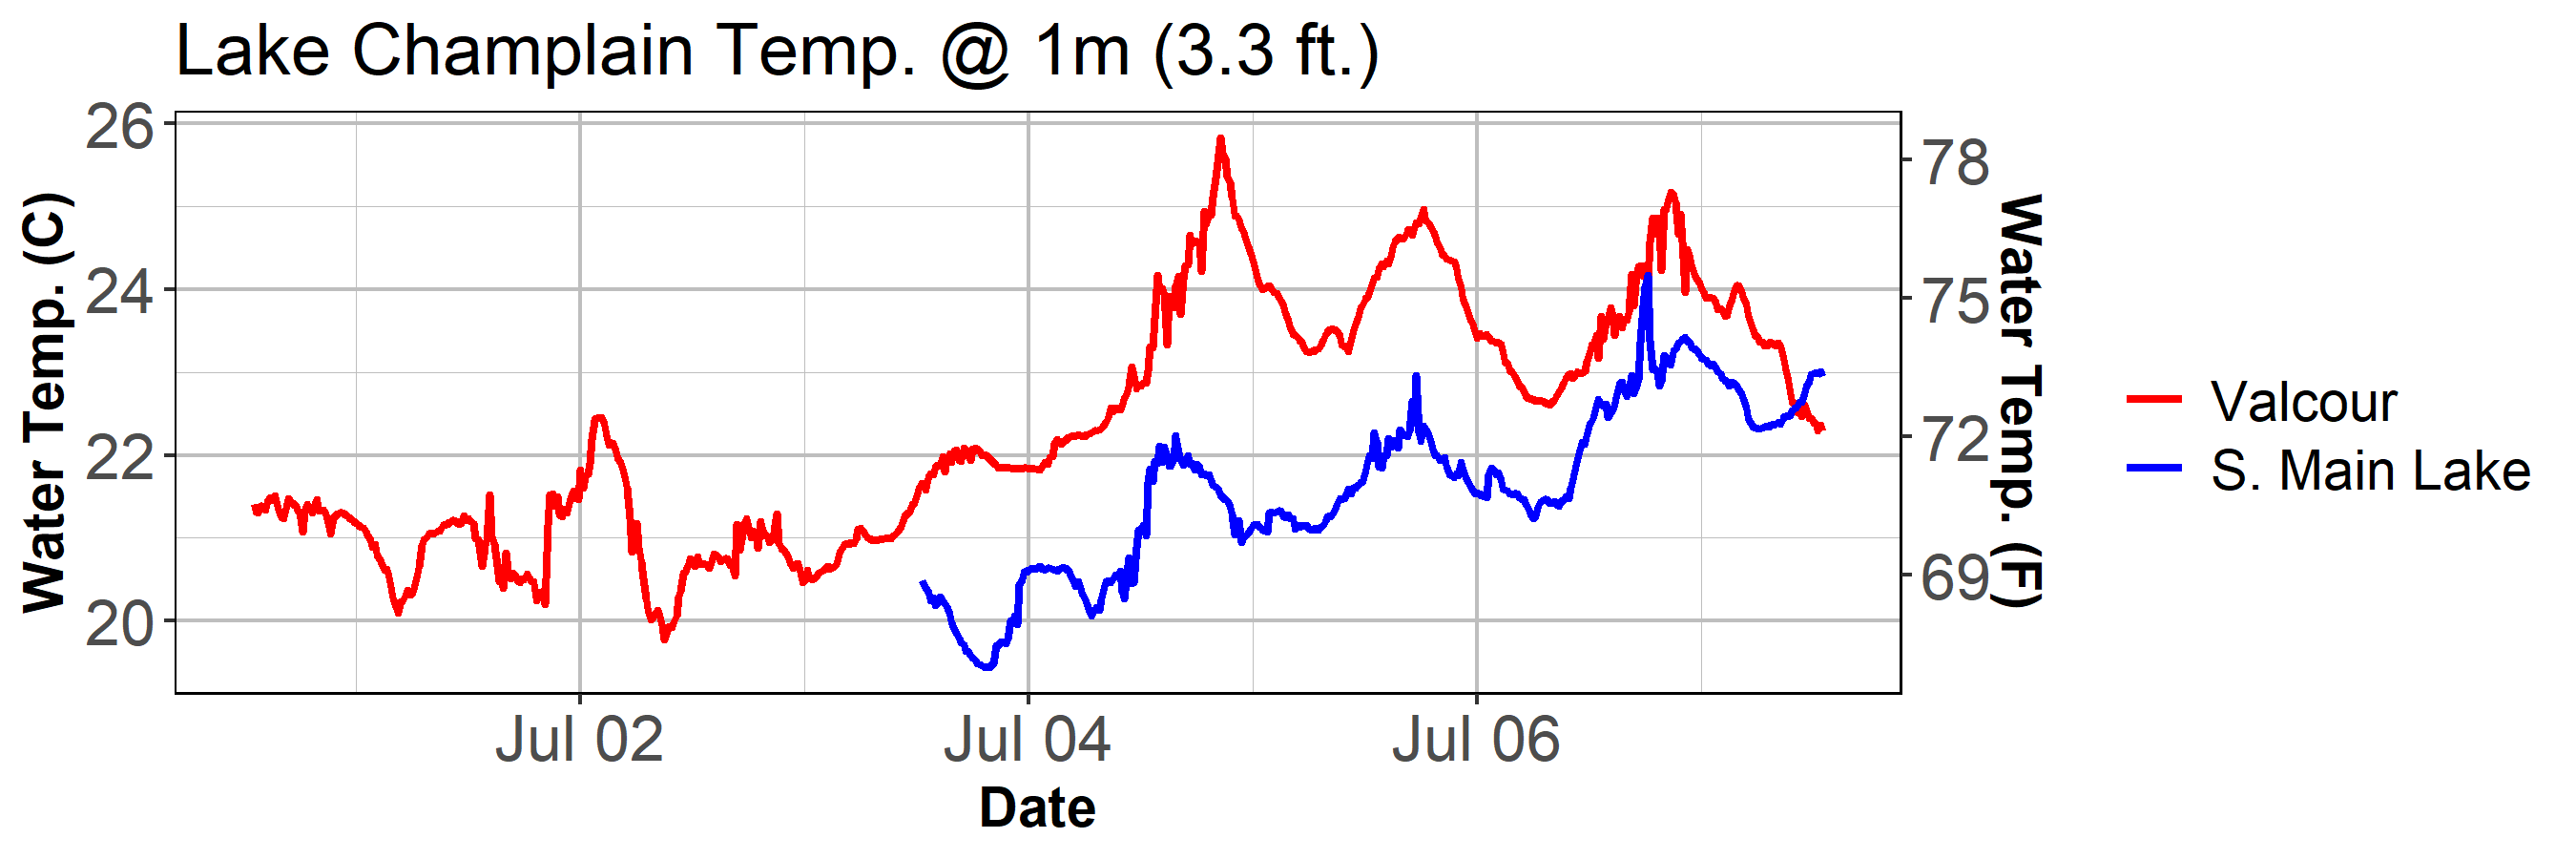 Lake Champlain Temp. @ 1m (3.3 ft.)
Water Temp. (C)
26
24
22
20
78
75
72
69
Water Temp. (F)
Jul 02
Jul 04
Jul 06
Date
Valcour
S. Main Lake